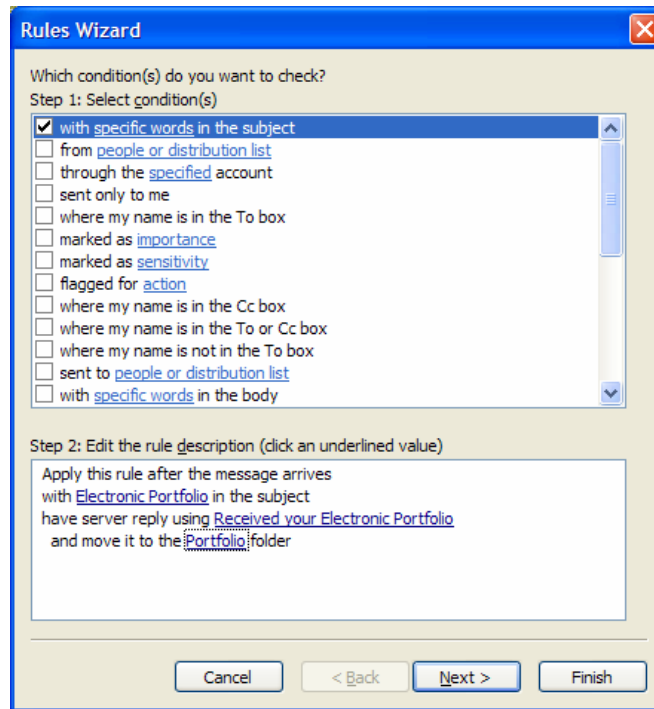 Rules Wizard
Which condition(s) do you want to check?
Step 1: Select condition(s)
with specific words in the subject
from people or distribution list
through the specified account
sent only to me
where my name is in the To box
marked as importance
marked as sensitivity
flagged for action
where my name is in the Cc box
where my name is in the To or Cc box
where my name is not in the To box
sent to people or distribution list
with specific words in the body
Step 2: Edit the rule description (click an underlined value)
Apply this rule after the message arrives
with Electronic Portfolio in the subject
have server reply using Received your Electronic Portfolio
and move it to the Portfolio folder
Cancel < Back Next > Finish